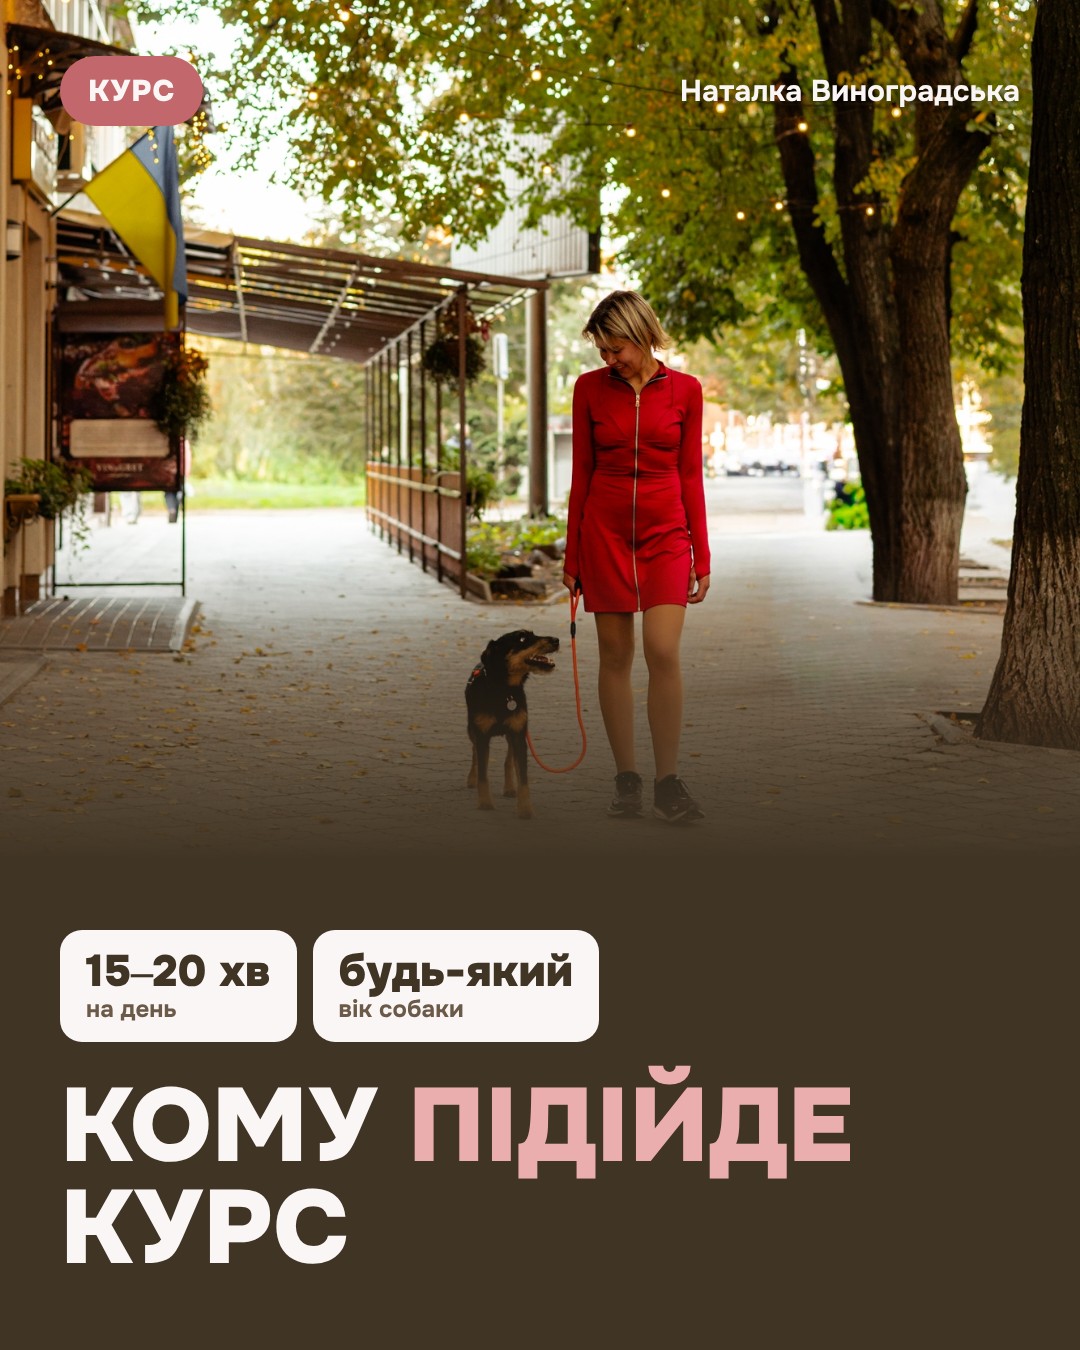 КУРС
Наталка Виноградська
15–20 хв
на день
будь-який
вік собаки
КОМУ ПІДІЙДЕ
КУРС